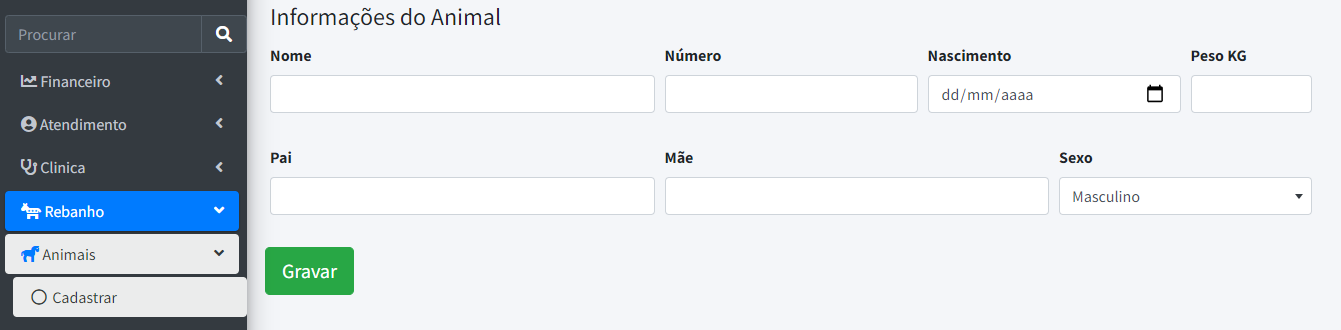 Procurar
Financeiro
Atendimento
Clinica
Rebanho
Animais
Cadastrar
Informações do Animal
Nome Número Nascimento Peso KG
dd/mm/aaaa
Pai Mãe Sexo
Masculino
Gravar